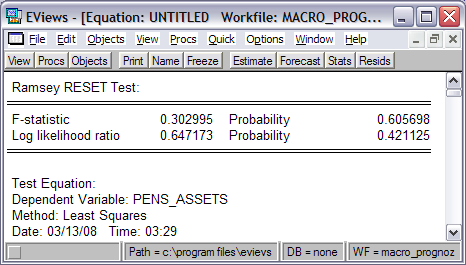 EViews - [Equation: UNTITLED Workfile: MACRO_PROG...
File Edit Objects View Procs Quick Options Window Help
View Procs Objects Print Name Freeze Estimate Forecast Stats Resids
Ramsey RESET Test:
F-statistic 0.302995 Probability 0.605698
Log likelihood ratio 0.647173 Probability 0.421125
Test Equation:
Dependent Variable: PENS_ASSETS
Method: Least Squares
Date: 03/13/08 Time: 03:29
Path = c:\program files\evievs DB = none WF = macro_prognoz